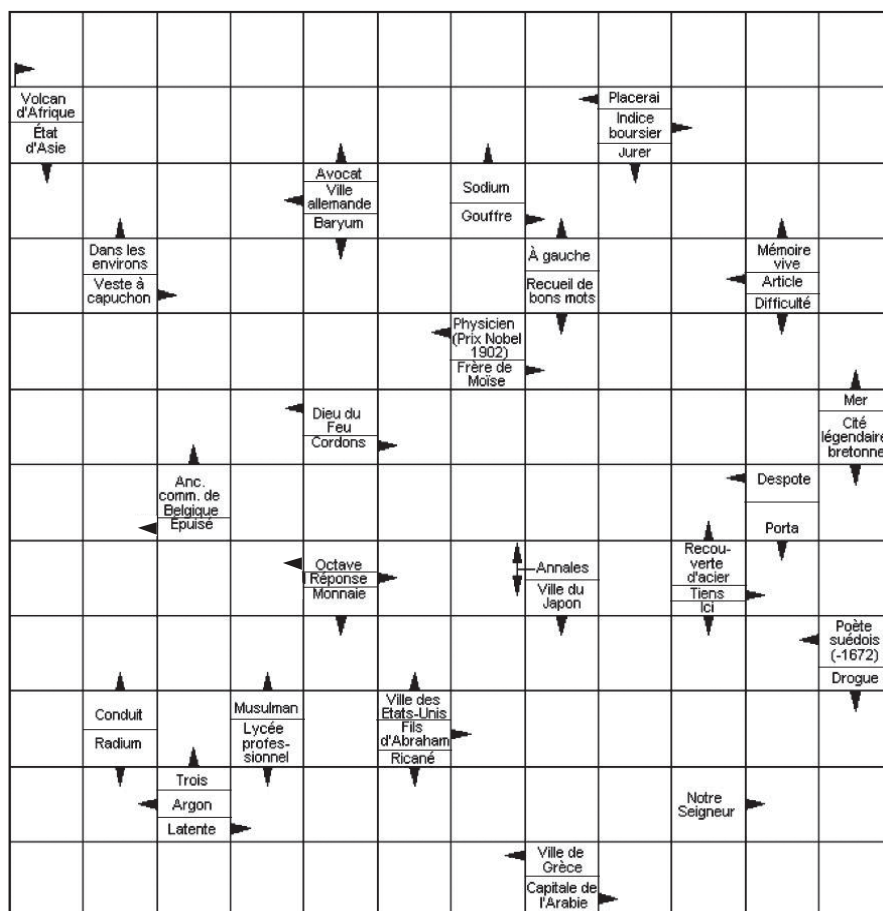 Volcan
d'Afrique
État
d'Asie
Placerai
Indice
boursier
Jurer
Avocat
Ville
allemande
Baryum
Sodium
Gouffre
Dans les
environs
Veste à
capuchon
À gauche
Recueil de
bons mots
Mémoire
vive
Article
Difficulté
Physicien
(Prix Nobel
1902)
Frère de
Moïse
Dieu du
Feu
Cordons
Mer
Cité
légendaire
bretonne
Anc.
comm. de
Belgique
Épuisé
Despote
Porta
Octave
Réponse
Monnaie
Annales
Ville du
Japon
Recou-
verte
d'acier
Tiens
Ici
Poète
suédois
(-1672)
Drogue
Conduit
Radium
Musulman
Lycée
profes-
sionnel
Ville des
Etats-Unis
Fils
d'Abraham
Ricané
Trois
Argon
Latente
Notre
Seigneur
Ville de
Grèce
Capitale de
l'Arabie